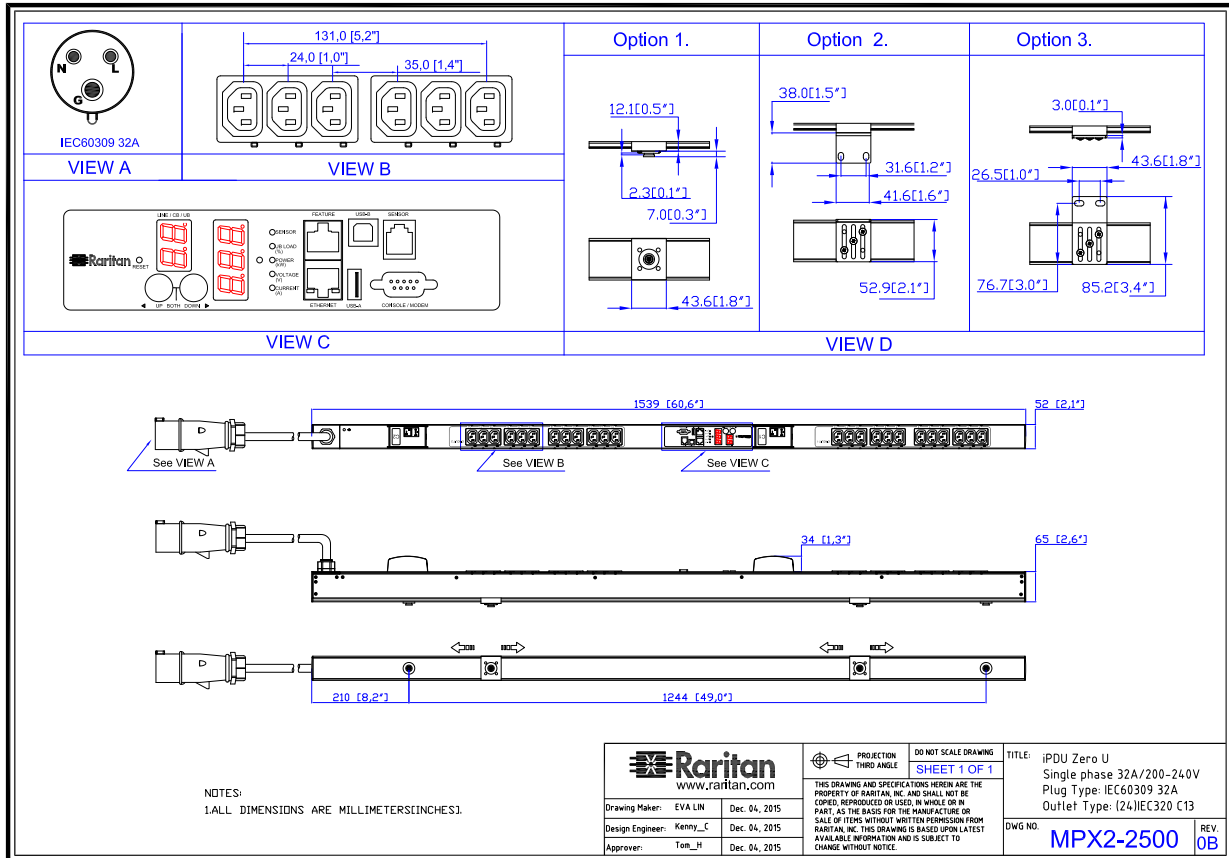 N
L
G
IEC60309 32A
VIEW A
131,0 [5,2"]
24,0 [1,0"]
35,0 [1,4"]
VIEW B
LINE / CB / UB
Raritan
RESET
UP BOTH DOWN
SENSOR
UB LOAD
(%)
POWER
(kW)
VOLTAGE
(V)
CURRENT
(A)
FEATURE
USB-B
SENSOR
ETHERNET
USB-A
CONSOLE / MODEM
VIEW C
Option 1.
12.1[0.5"]
2.3[0.1"]
7.0[0.3"]
43.6[1.8"]
Option 2.
38.0[1.5"]
31.6[1.2"]
41.6[1.6"]
52.9[2.1"]
Option 3.
3.0[0.1"]
43.6[1.8"]
26.5[1.0"]
76.7[3.0"]
85.2[3.4"]
VIEW D
1539 [60,6"]
52 [2,1"]
See VIEW A
See VIEW B
See VIEW C
34 [1,3"]
65 [2,6"]
210 [8,2"]
1244 [49,0"]
NOTES:
1.ALL DIMENSIONS ARE MILLIMETERS[INCHES].
Raritan
www.raritan.com
Drawing Maker: EVA LIN Dec. 04, 2015
Design Engineer: Kenny__C Dec. 04, 2015
Approver: Tom_H Dec. 04, 2015
PROJECTION
THIRD ANGLE
DO NOT SCALE DRAWING
SHEET 1 OF 1
THIS DRAWING AND SPECIFICATIONS HEREIN ARE THE
PROPERTY OF RARITAN, INC. AND SHALL NOT BE
COPIED, REPRODUCED OR USED, IN WHOLE OR IN
PART, AS THE BASIS FOR THE MANUFACTURE OR
SALE OF ITEMS WITHOUT WRITTEN PERMISSION FROM
RARITAN, INC. THIS DRAWING IS BASED UPON LATEST
AVAILABLE INFORMATION AND IS SUBJECT TO
CHANGE WITHOUT NOTICE.
TITLE: iPDU Zero U
Single phase 32A/200-240V
Plug Type: IEC60309 32A
Outlet Type: (24)IEC320 C13
DWG NO. MPX2-2500
REV.
0B